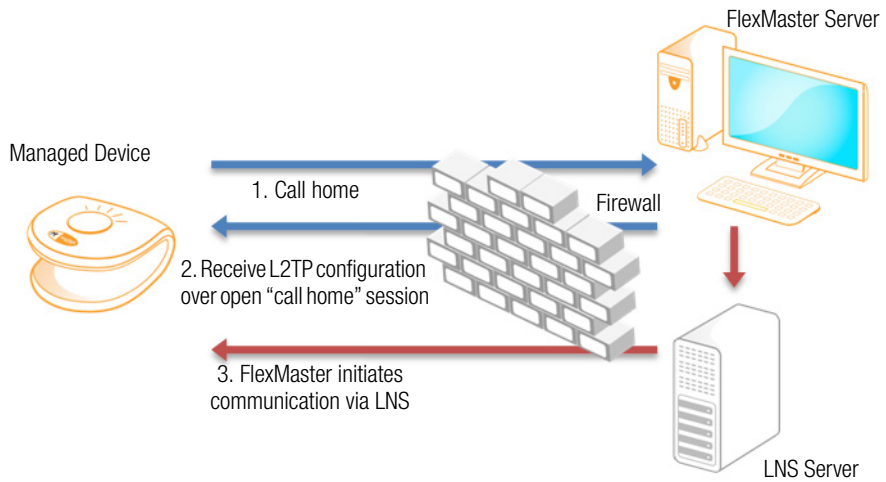 FlexMaster Server
Managed Device
1. Call home
Firewall
2. Receive L2TP configuration
over open “call home” session
3. FlexMaster initiates
communication via LNS
LNS Server